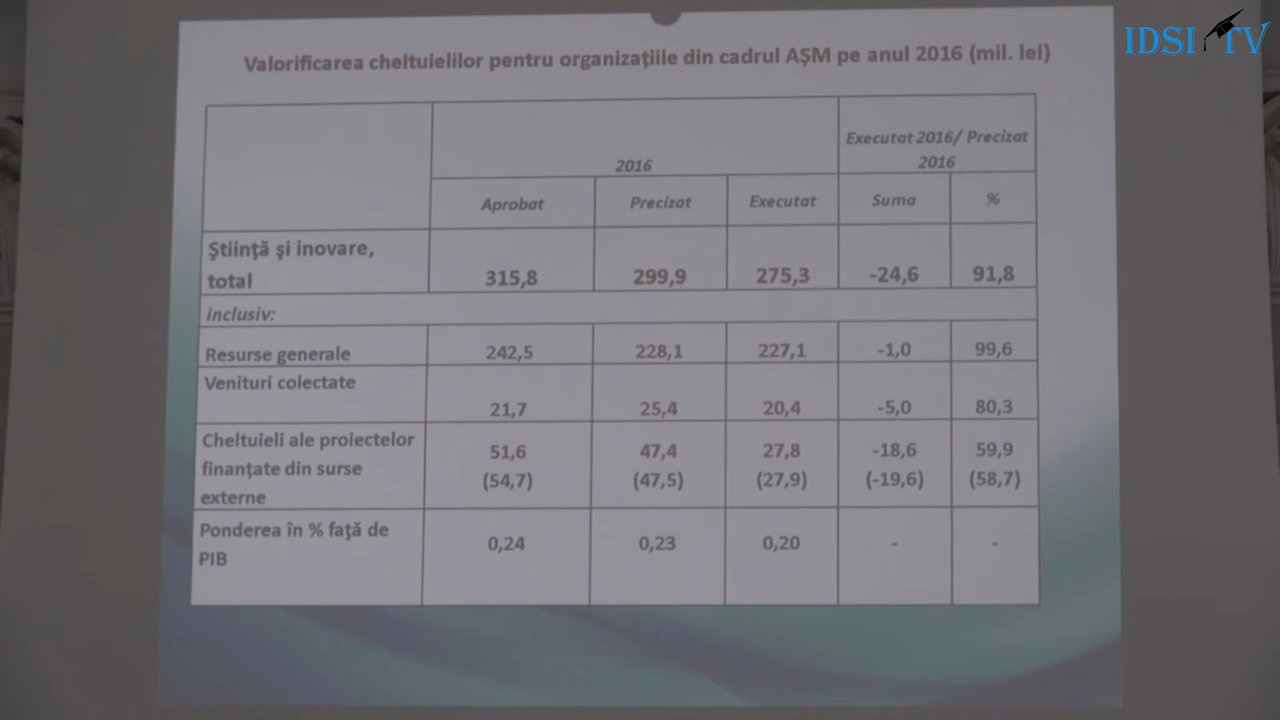 IDSI TV
Valorificarea cheltuielilor pentru organizațiile din cadrul AȘM pe anul 2016 (mil. lei)
2016
Executat 2016/ Precizat
2016
Aprobat Precizat Executat Suma %
Ştiinţă şi inovare,
total 315,8 299,9 275,3 -24,6 91,8
inclusiv:
Resurse generale 242,5 228,1 227,1 -1,0 99,6
Venituri colectate
21,7 25,4 20,4 -5,0 80,3
Cheltuieli ale proiectelor
finanţate din surse
externe
51,6 47,4 27,8 -18,6 59,9
(54,7) (47,5) (27,9) (-19,6) (58,7)
Ponderea în % faţă de
PIB
0,24 0,23 0,20 - -